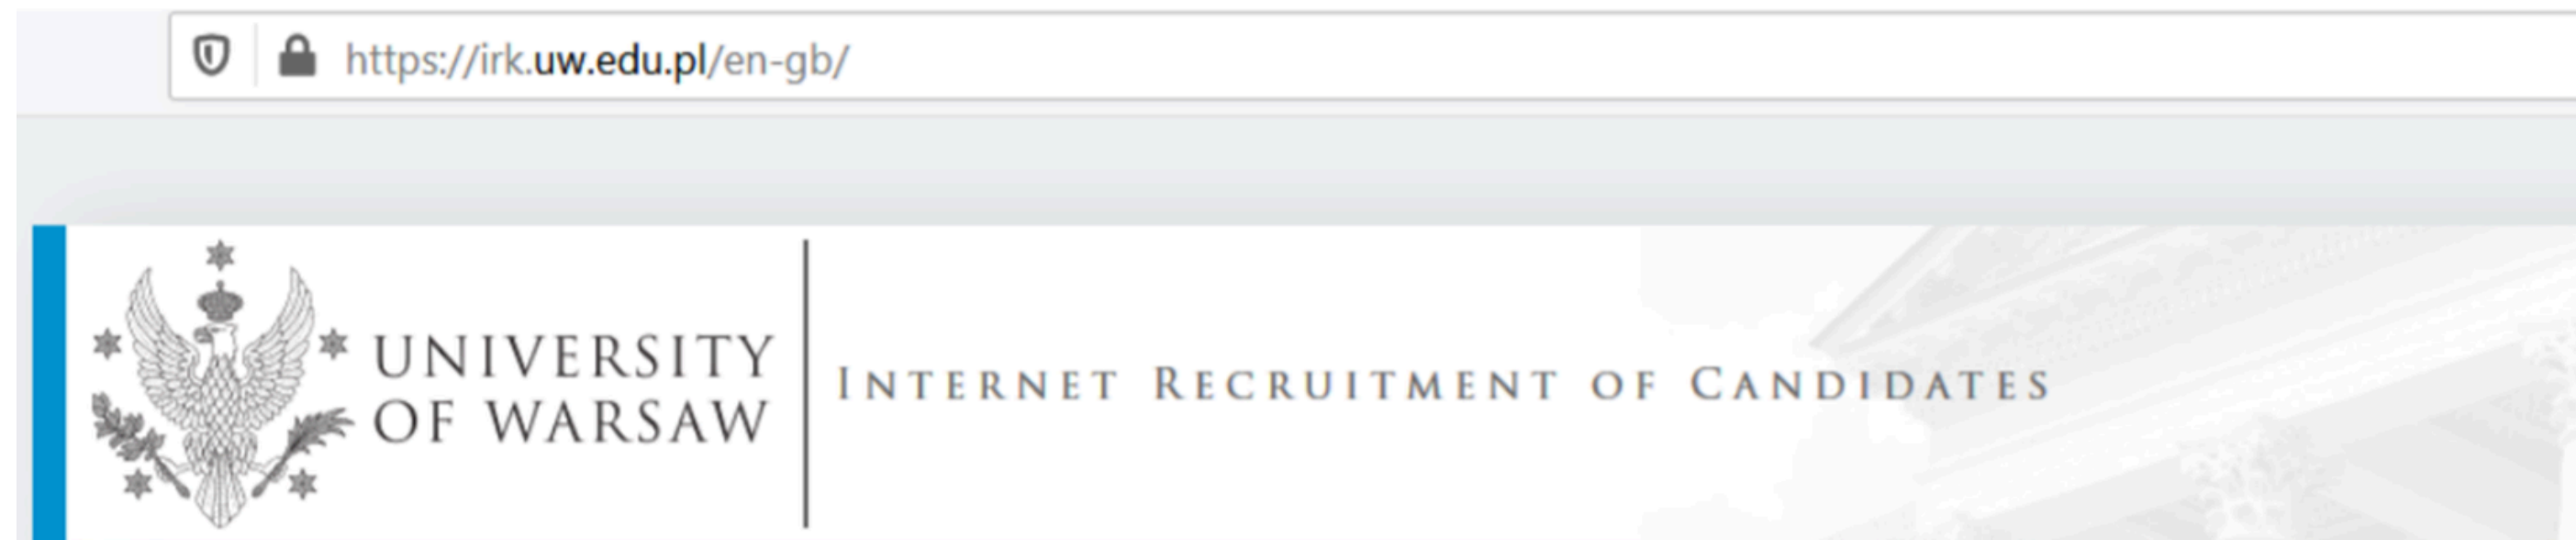 https://irk.uw.edu.pl/en-gb/
UNIVERSITY
OF WARSAW
INTERNET RECRUITMENT OF CANDIDATES